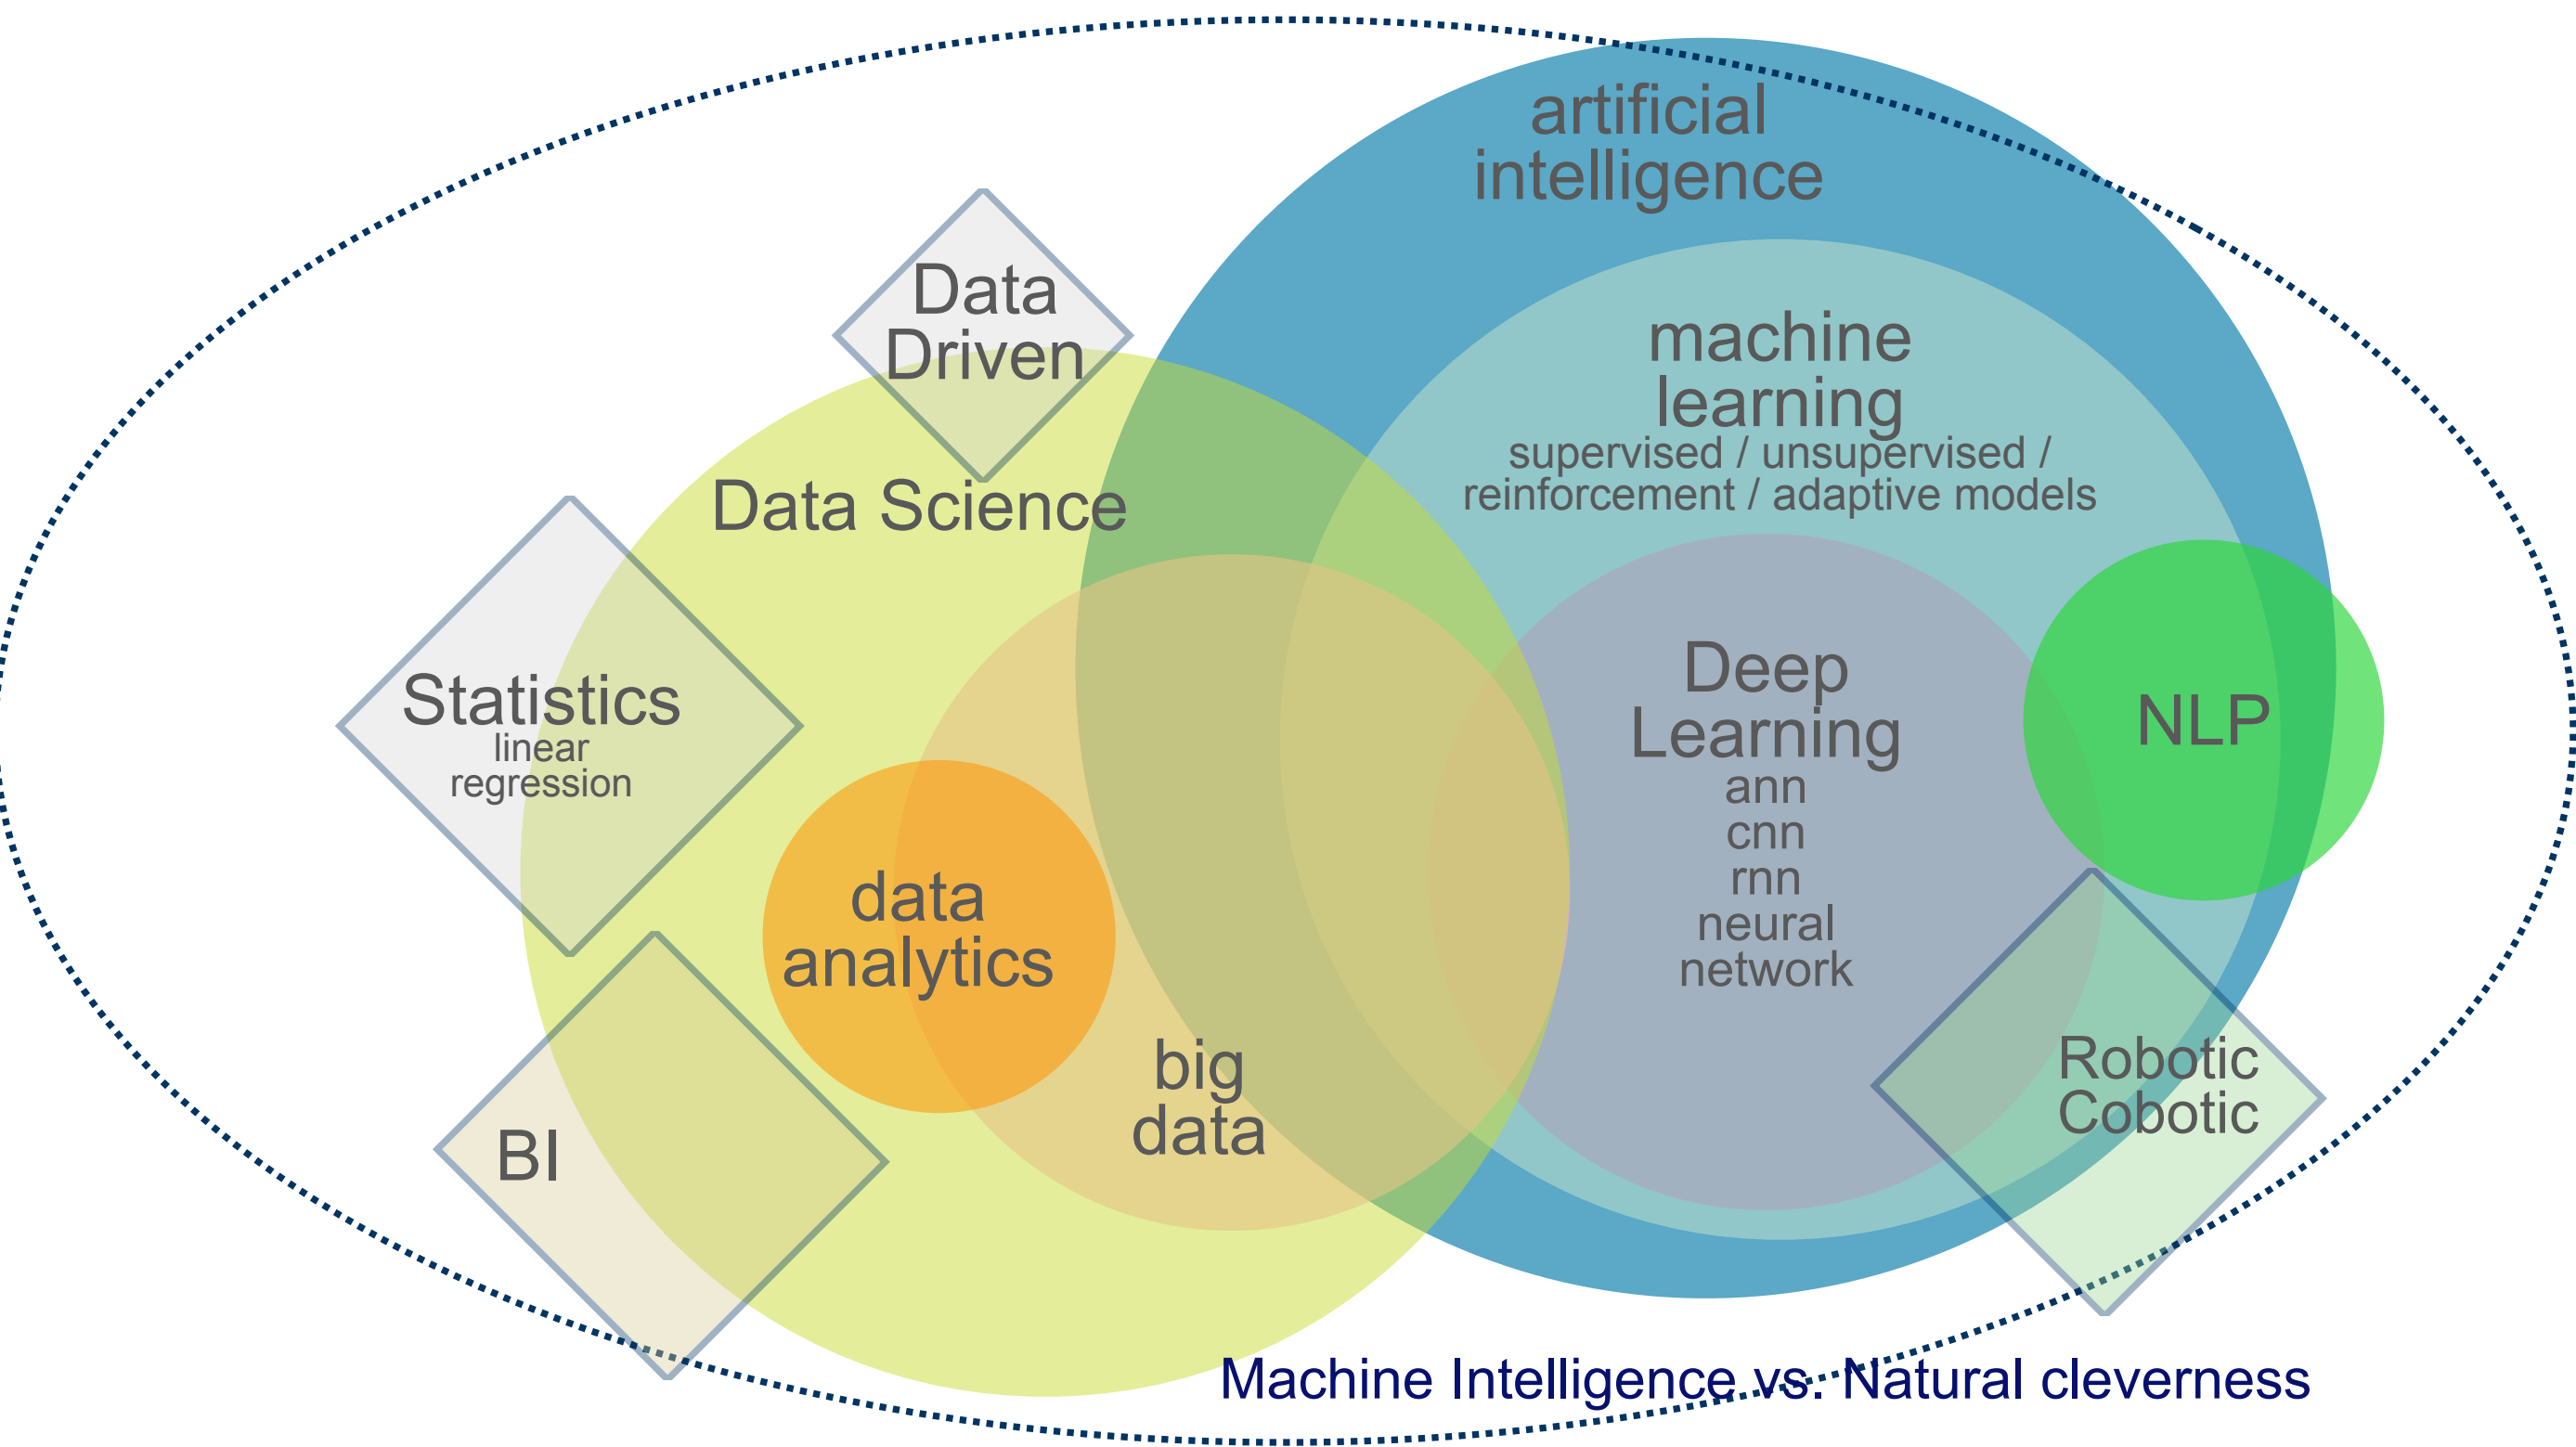 artificial
intelligence
Data
Driven
machine
learning
supervised / unsupervised /
reinforcement / adaptive models
Data Science
Statistics
linear
regression
Deep
Learning
ann
cnn
rnn
neural
network
NLP
data
analytics
big
data
Robotic
Cobotic
BI
Machine Intelligence vs. Natural cleverness